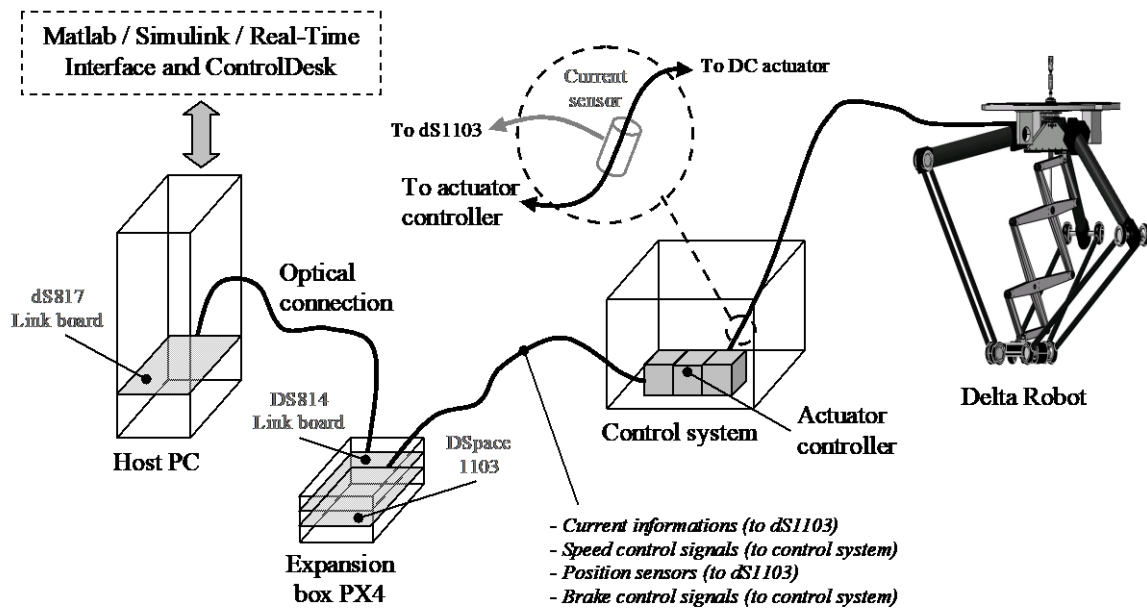 Matlab / Simulink / Real-Time
Interface and ControlDesk
Current
sensor
To DC actuator
To dS1103
To actuator
controller
Optical
connection
dS817
Link board
DS814
Link board
DSpace
1103
Host PC
Expansion
box PX4
Control system
Actuator
controller
Delta Robot
- Current informations (to dS1103)
- Speed control signals (to control system)
- Position sensors (to dS1103)
- Brake control signals (to control system)